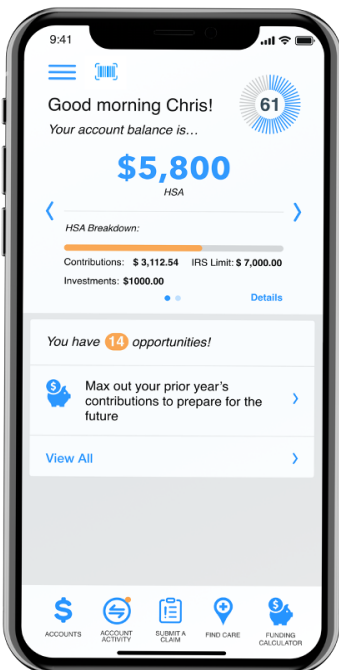 9:41
Good morning Chris!
61
Your account balance is...
$5,800
HSA
HSA Breakdown:
Contributions: $ 3,112.54 IRS Limit: $ 7,000.00
Investments: $1000.00
Details
You have 14 opportunities!
Max out your prior year's
contributions to prepare for the
future
View All
ACCOUNTS
ACCOUNT
ACTIVITY
SUBMIT A
CLAIM
FIND CARE
FUNDING
CALCULATOR